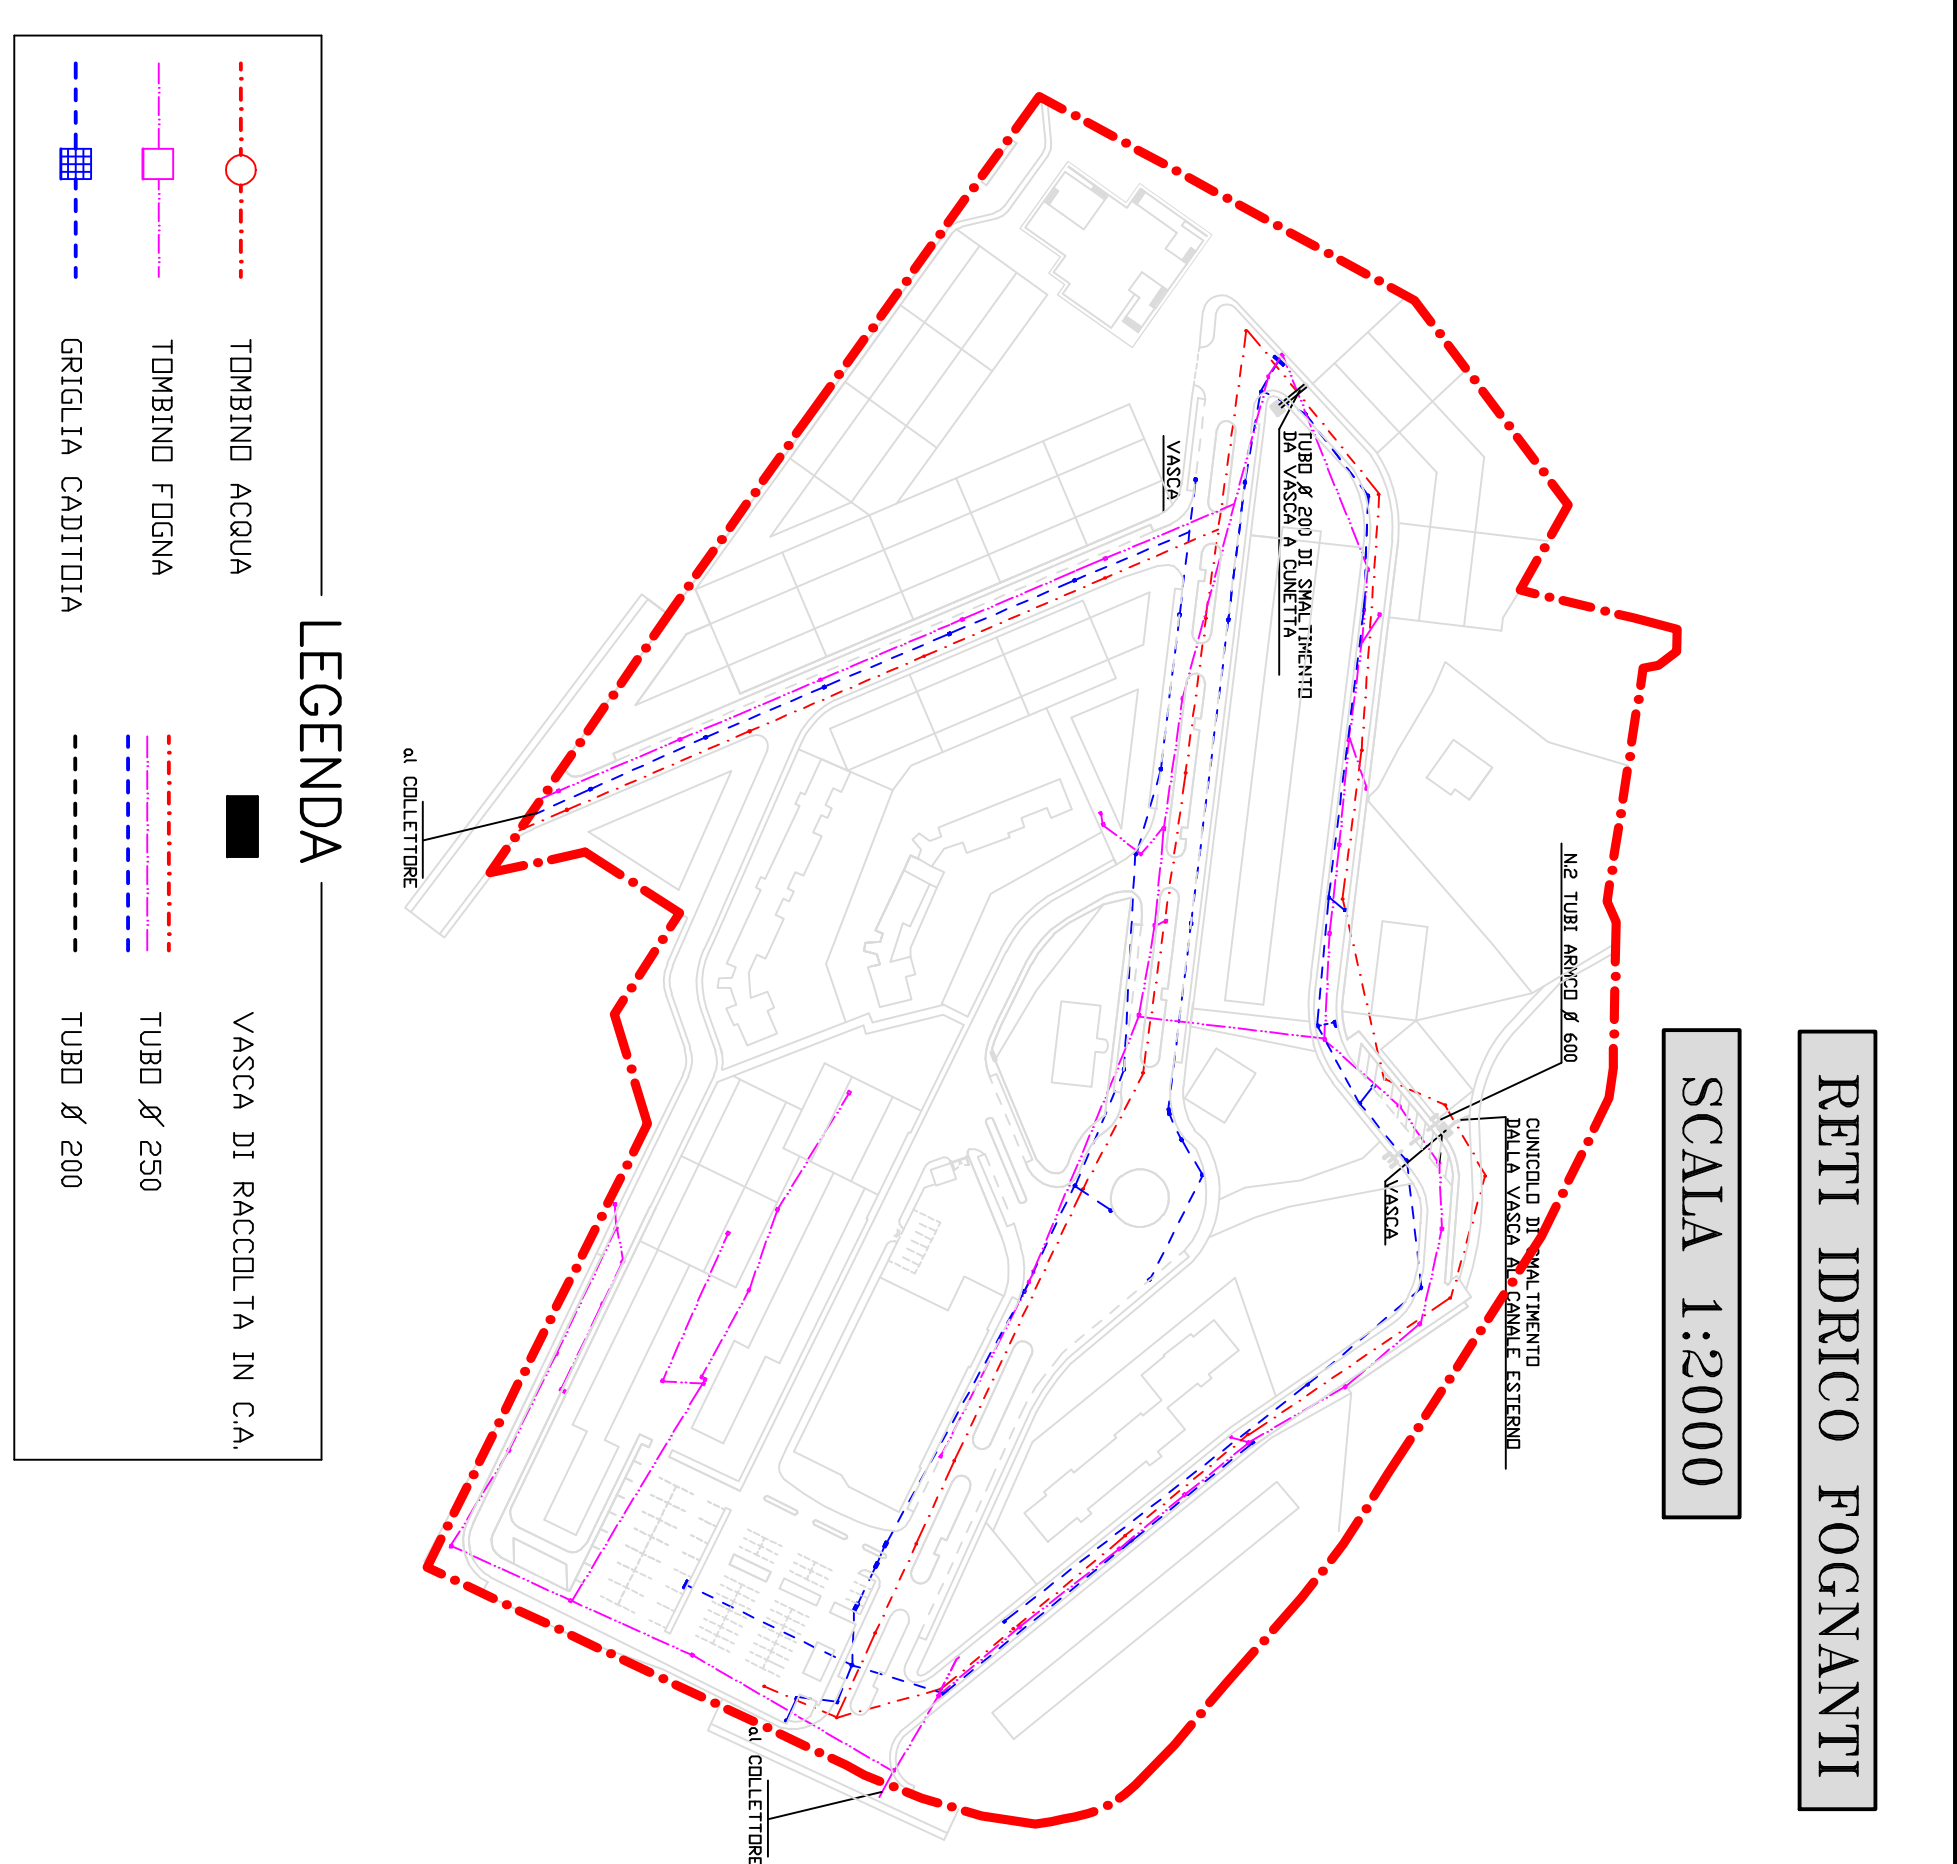 RETI IDRICO FOGNANTI
SCALA 1:2000
N.2 TUBI ARMCO Ø 600
CUNICOLO DI SMALTIMENTO
DALLA VASCA AL CANALE ESTERNO
VASCA
TUBO Ø 200 DI SMALTIMENTO
DA VASCA A CUNETTA
VASCA
al COLLETTORE
al COLLETTORE
LEGENDA
TOMBINO ACQUA
TOMBINO FOGNA
GRIGLIA CADITOIA
VASCA DI RACCOLTA IN C.A.
TUBO Ø 250
TUBO Ø 200